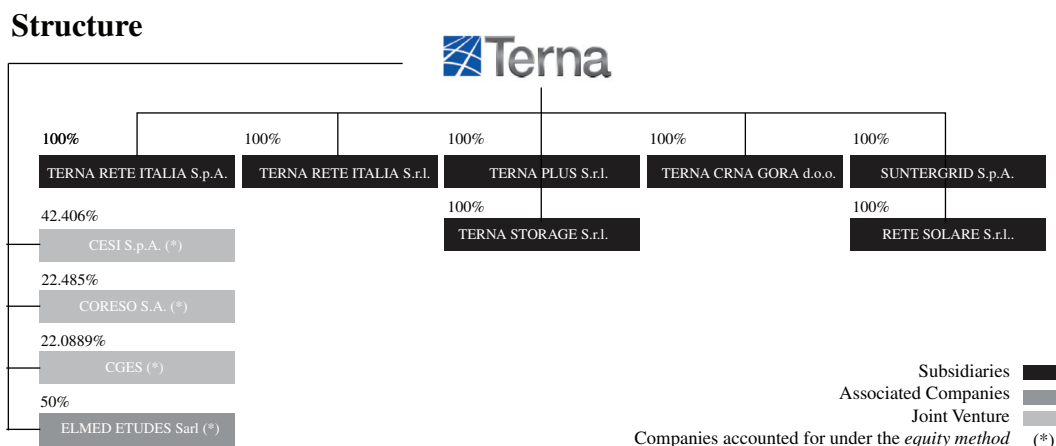 Structure
Terna
100%
100%
100%
100%
100%
TERNA RETE ITALIA S.p.A.
TERNA RETE ITALIA S.r.l.
TERNA PLUS S.r.l.
TERNA CRNA GORA d.o.o.
SUNTERGRID S.p.A.
42.406%
100%
100%
CESI S.p.A. (*)
TERNA STORAGE S.r.l.
RETE SOLARE S.r.l..
22.485%
CORESO S.A. (*)
22.0889%
CGES (*)
50%
ELMED ETUDES Sarl (*)
Subsidiaries
Associated Companies
Joint Venture
Companies accounted for under the equity method (*)